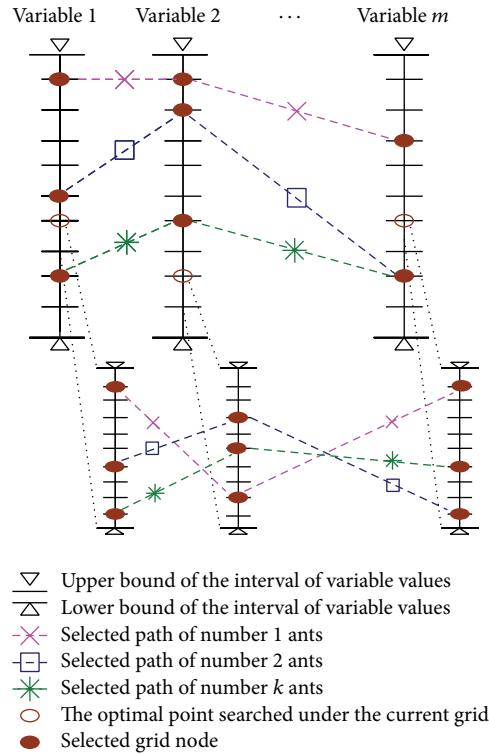 Variable 1 Variable 2 ⋯ Variable m
Upper bound of the interval of variable values
Lower bound of the interval of variable values
Selected path of number 1 ants
Selected path of number 2 ants
Selected path of number k ants
The optimal point searched under the current grid
Selected grid node